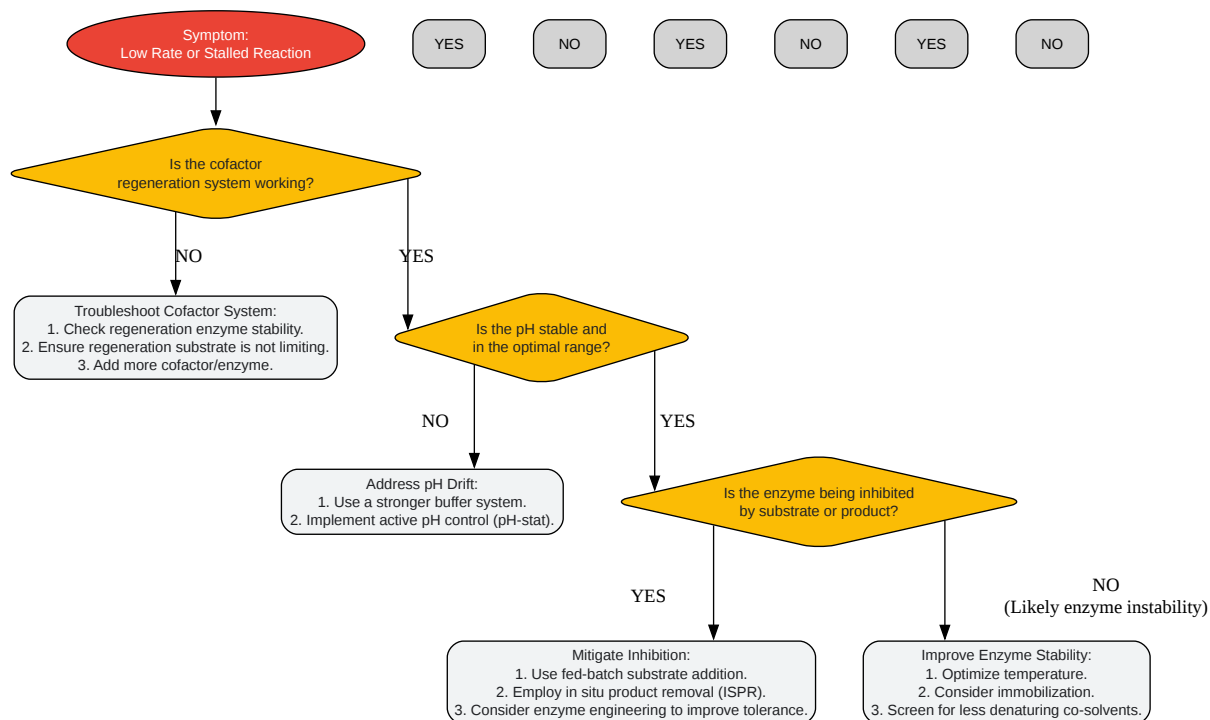 Symptom:
Low Rate or Stalled Reaction
YES
NO
YES
NO
YES
NO
Is the cofactor
regeneration system working?
NO
YES
Troubleshoot Cofactor System:
1. Check regeneration enzyme stability.
2. Ensure regeneration substrate is not limiting.
3. Add more cofactor/enzyme.
Is the pH stable and
in the optimal range?
NO
YES
Address pH Drift:
1. Use a stronger buffer system.
2. Implement active pH control (pH-stat).
Is the enzyme being inhibited
by substrate or product?
YES
NO
(Likely enzyme instability)
Mitigate Inhibition:
1. Use fed-batch substrate addition.
2. Employ in situ product removal (ISPR).
3. Consider enzyme engineering to improve tolerance.
Improve Enzyme Stability:
1. Optimize temperature.
2. Consider immobilization.
3. Screen for less denaturing co-solvents.